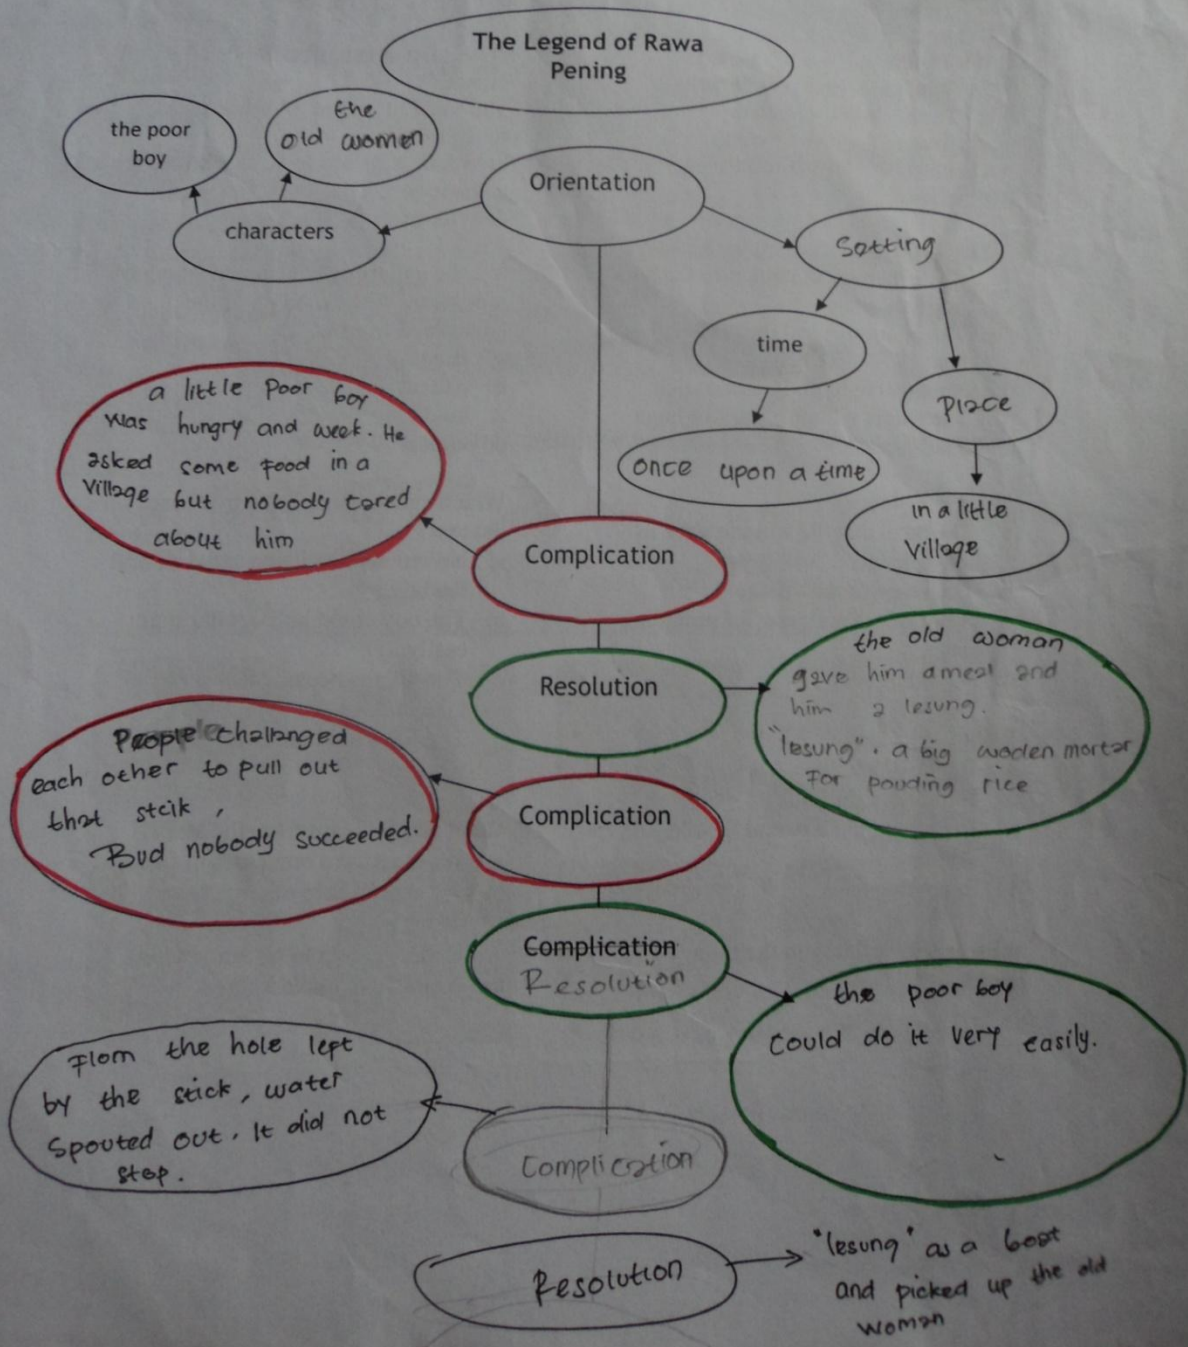 The Legend of Rawa
Pening
the poor
boy
the
old women
Orientation
characters
Setting
time
Place
once upon a time
in a little
village
a little poor boy
was hungry and week. He
asked some food in a
village but nobody cared
about him
Complication
Resolution
the old woman
gave him a meal and
him a lesung.
"lesung". a big wooden mortar
For pouding rice
People challanged
each other to pull out
that steik,
Bud nobody succeeded.
Complication
Complication
Resolution
the poor boy
could do it very easily.
From the hole left
by the stick, water
spouted out. It did not
stop.
Complication
Resolution
"lesung" as a boat
and picked up the old
woman